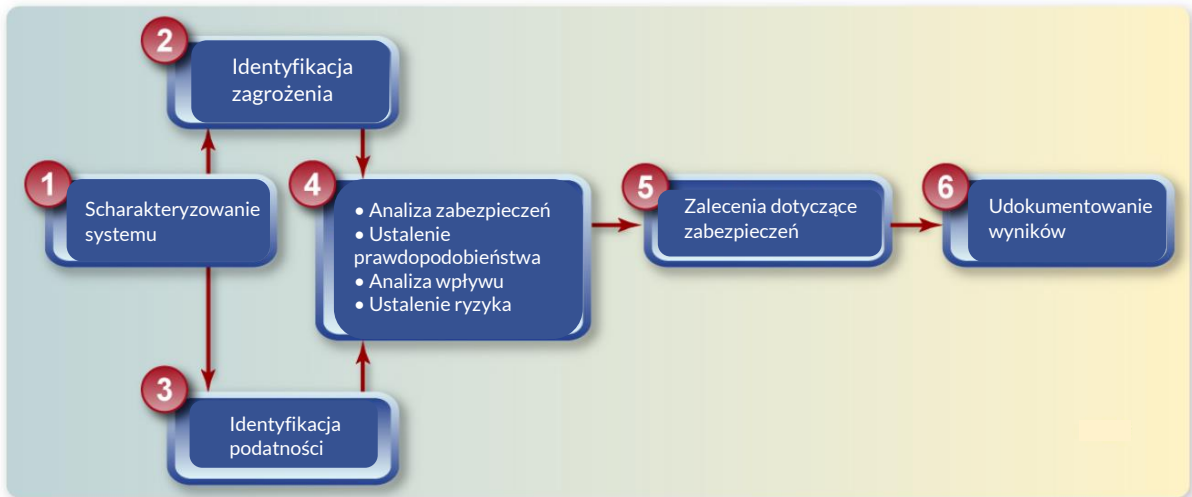 1
Scharakteryzowanie
systemu
2
Identyfikacja
zagrożenia
3
Identyfikacja
podatności
4
• Analiza zabezpieczeń
• Ustalenie
prawdopodobieństwa
• Analiza wpływu
• Ustalenie ryzyka
5
Zalecenia dotyczące
zabezpieczeń
6
Udokumentowanie
wyników